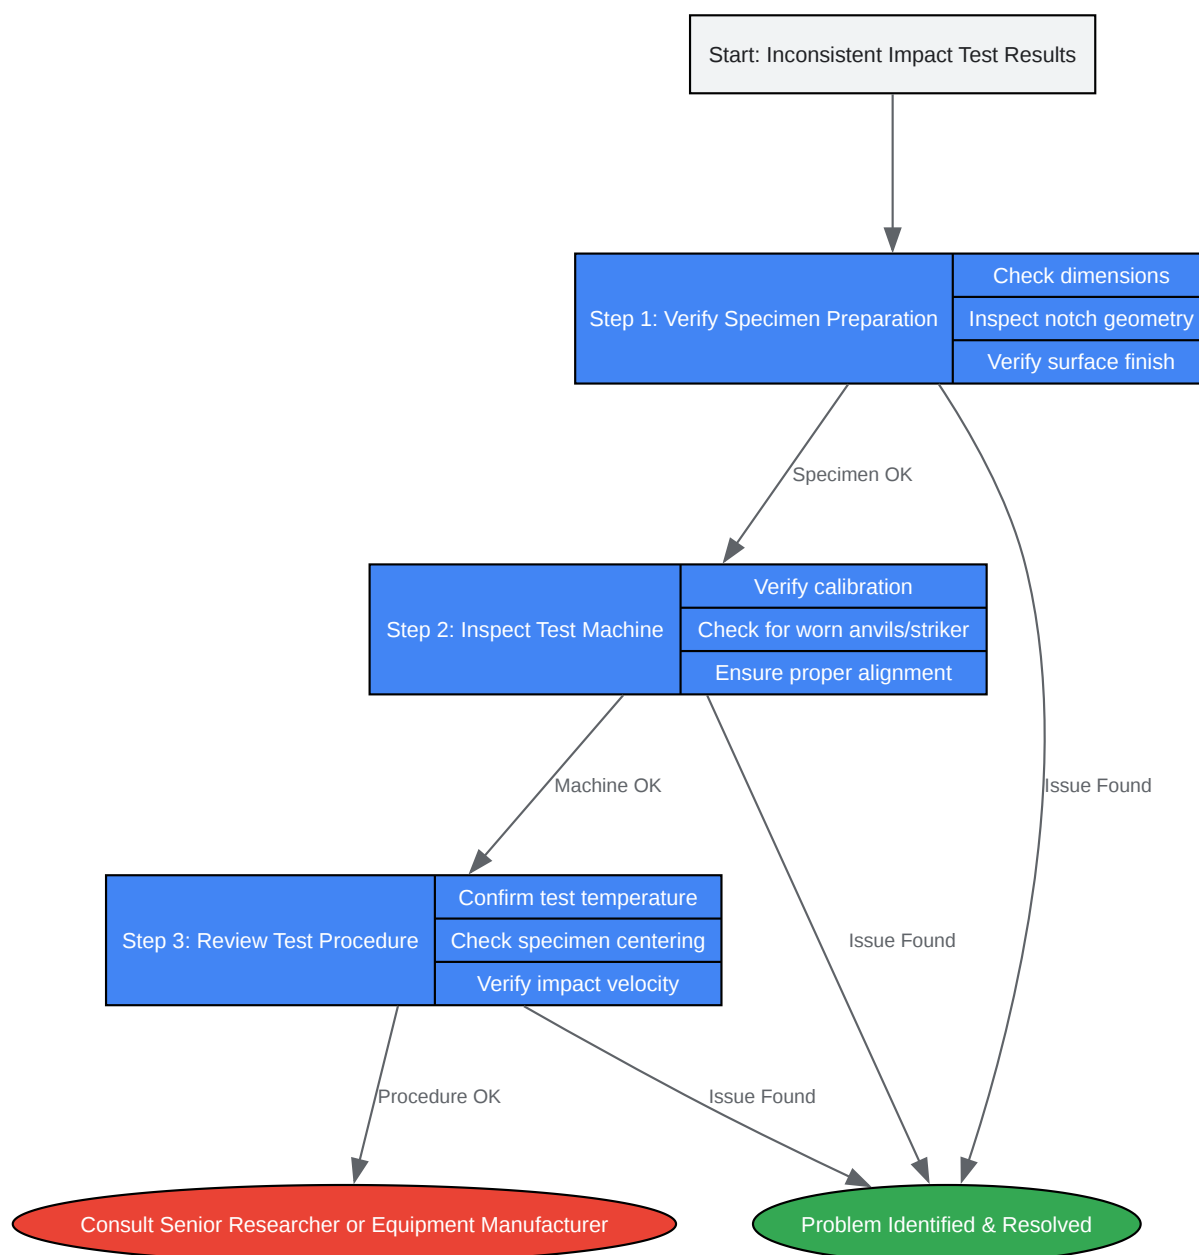 Start: Inconsistent Impact Test Results
Step 1: Verify Specimen Preparation
Check dimensions
Inspect notch geometry
Verify surface finish
Specimen OK
Step 2: Inspect Test Machine
Verify calibration
Check for worn anvils/striker
Ensure proper alignment
Machine OK
Issue Found
Step 3: Review Test Procedure
Confirm test temperature
Check specimen centering
Verify impact velocity
Issue Found
Procedure OK
Issue Found
Consult Senior Researcher or Equipment Manufacturer
Problem Identified & Resolved